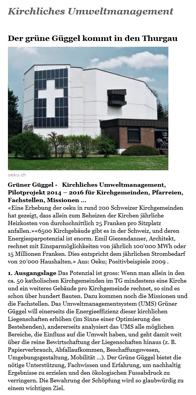 Kirchliches Umweltmanagement
Der grüne Güggel kommt in den Thurgau
oeku.ch
Grüner Güggel - Kirchliches Umweltmanagement,
Pilotprojekt 2014 – 2016 für Kirchgemeinden, Pfarreien,
Fachstellen, Missionen ...
«Eine Erhebung der oeku in rund 200 Schweizer Kirchgemeinden
hat gezeigt, dass allein zum Beheizen der Kirchen jährliche
Heizkosten von durchschnittlich 25 Franken pro Sitzplatz
anfallen.»«6500 Kirchgebäude gibt es in der Schweiz, und deren
Energiesparpotenzial ist enorm. Emil Giezendanner, Architekt,
rechnet mit Einsparmöglichkeiten von jährlich 100'000 MWh oder
15 Millionen Franken. Dies entspricht dem jährlichen Strombedarf
von 20'000 Haushalten.» Aus: Oeku; Positivbeispiele 2009 .
1. Ausgangslage Das Potenzial ist gross: Wenn man allein in den
ca. 50 katholischen Kirchgemeinden im TG mindestens eine Kirche
und ein weiteres Gebäude pro Kirchgemeinde rechnet, so sind es
schon über hundert Bauten. Dazu kommen noch die Missionen und
die Fachstellen. Das Umweltmanagementsystem (UMS) Grüner
Güggel will einerseits die Energieeffizienz dieser kirchlichen
Liegenschaften erhöhen (im Sinne einer Optimierung des
Bestehenden), anderseits analysiert das UMS alle möglichen
Bereiche, die Einfluss auf die Umwelt haben, und geht damit weit
über die reine Bewirtschaftung der Liegenschaften hinaus (z. B.
Papierverbrauch, Abfallaufkommen, Beschaffungswesen,
Umgebungsgestaltung, Mobilität ...). Der Grüne Güggel bietet die
nötige Unterstützung, Fachwissen und Erfahrung, um nachhaltig
Ergebnisse zu erzielen und den ökologischen Fussabdruck zu
verringern. Die Bewahrung der Schöpfung wird so glaubwürdig zu
einem wichtigen Ziel.